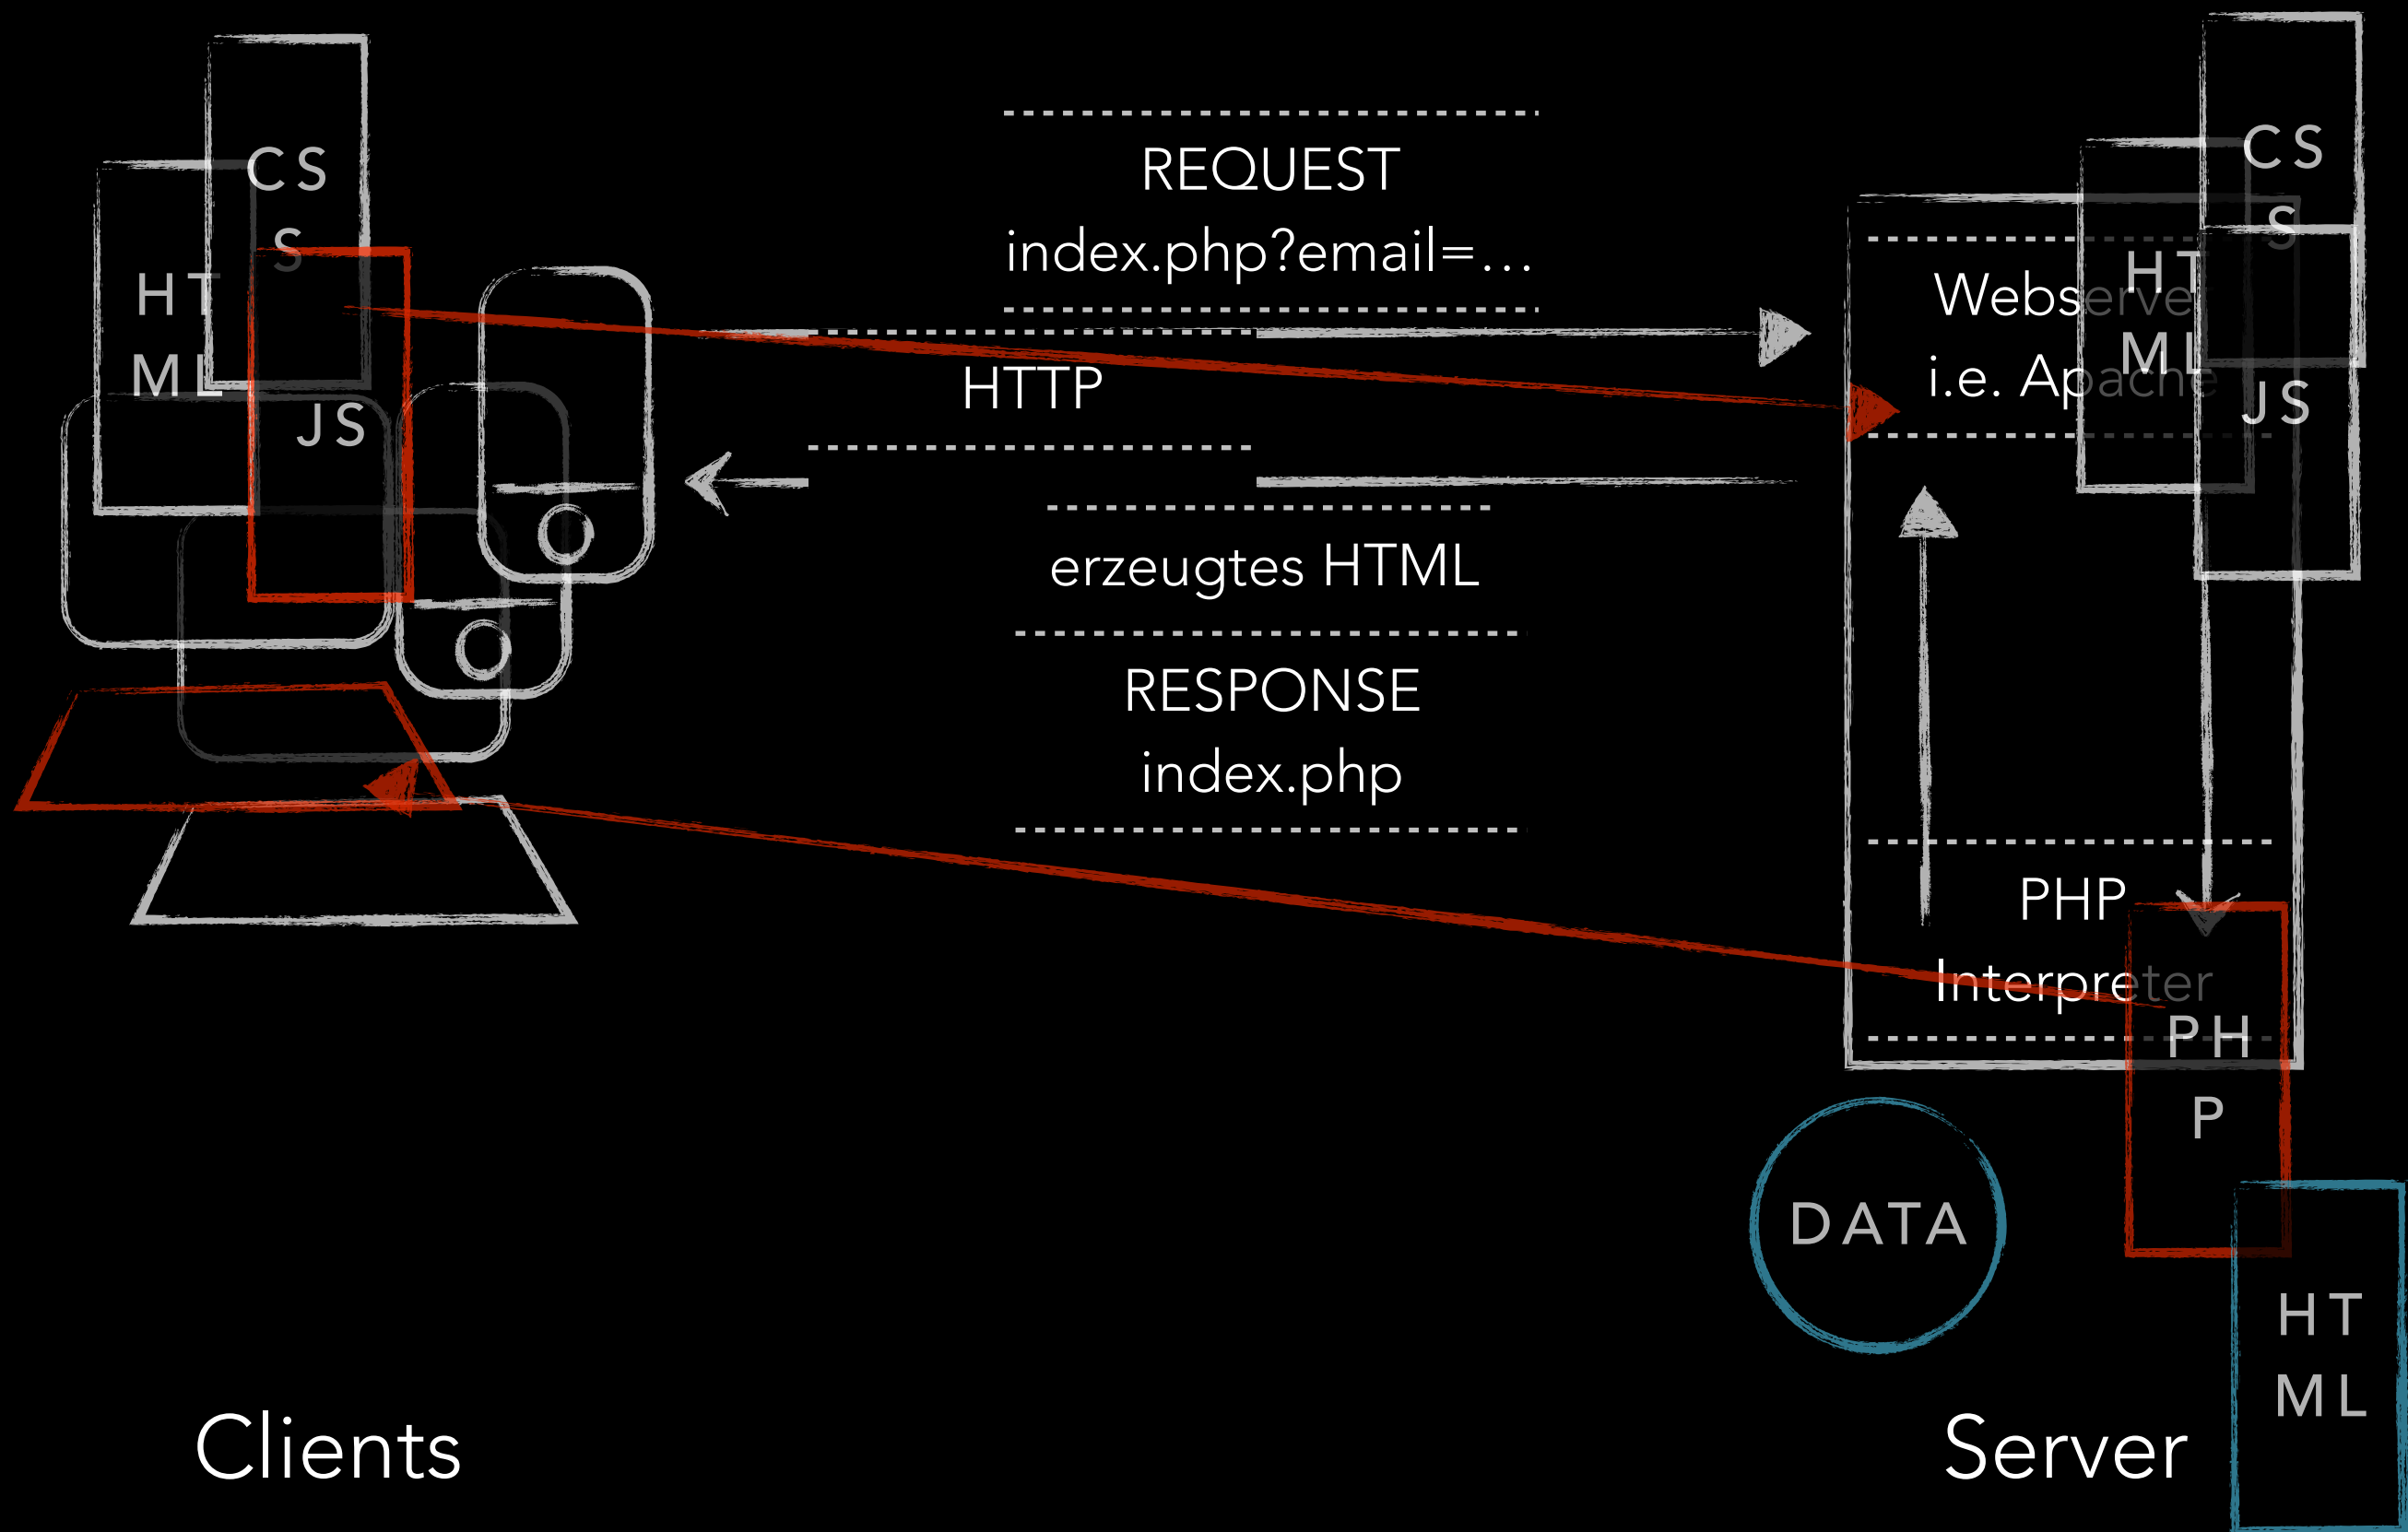 CS
S
HT
ML
JS
REQUEST
index.php?email=...
HTTP
erzeugtes HTML
RESPONSE
index.php
CS
S
HT
ML
JS
Webserver
i.e. Apache
PHP
Interpreter
PH
P
DATA
HT
ML
Clients
Server